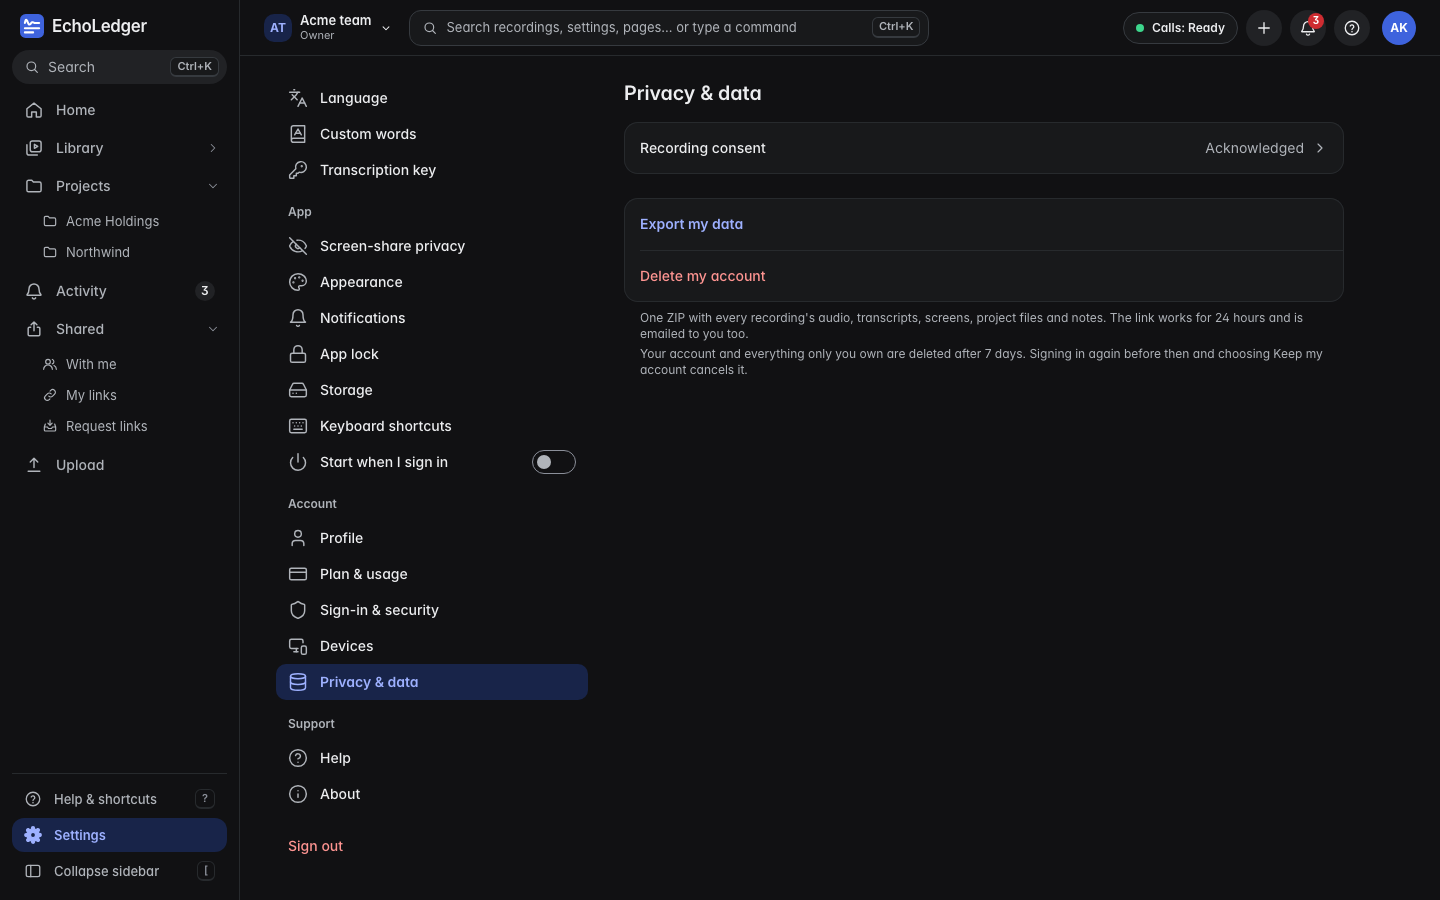 EchoLedger
Search Ctrl+K
Home
Library
Projects
Acme Holdings
Northwind
Activity 3
Shared
With me
My links
Request links
Upload
Help & shortcuts ?
Settings
Collapse sidebar [
AT Acme team
Owner
Search recordings, settings, pages... or type a command Ctrl+K
Calls: Ready
3
AK
Language
Custom words
Transcription key
App
Screen-share privacy
Appearance
Notifications
App lock
Storage
Keyboard shortcuts
Start when I sign in
Account
Profile
Plan & usage
Sign-in & security
Devices
Privacy & data
Support
Help
About
Sign out
Privacy & data
Recording consent Acknowledged
Export my data
Delete my account
One ZIP with every recording's audio, transcripts, screens, project files and notes. The link works for 24 hours and is
emailed to you too.
Your account and everything only you own are deleted after 7 days. Signing in again before then and choosing Keep my
account cancels it.